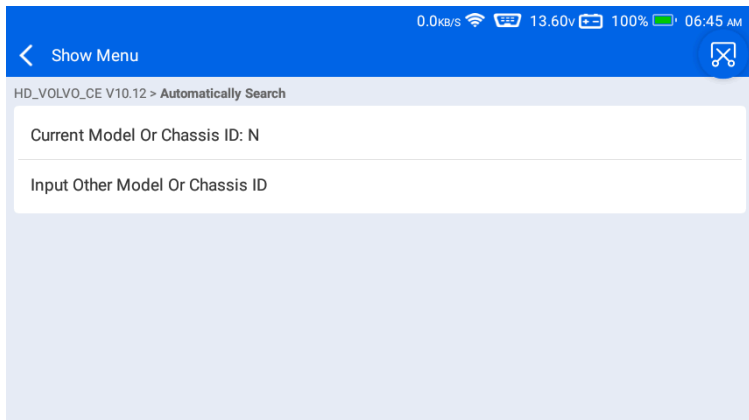 0.0KB/S 13.60V 100% 06:45 AM
Show Menu
HD_VOLVO_CE V10.12 > Automatically Search
Current Model Or Chassis ID: N
Input Other Model Or Chassis ID